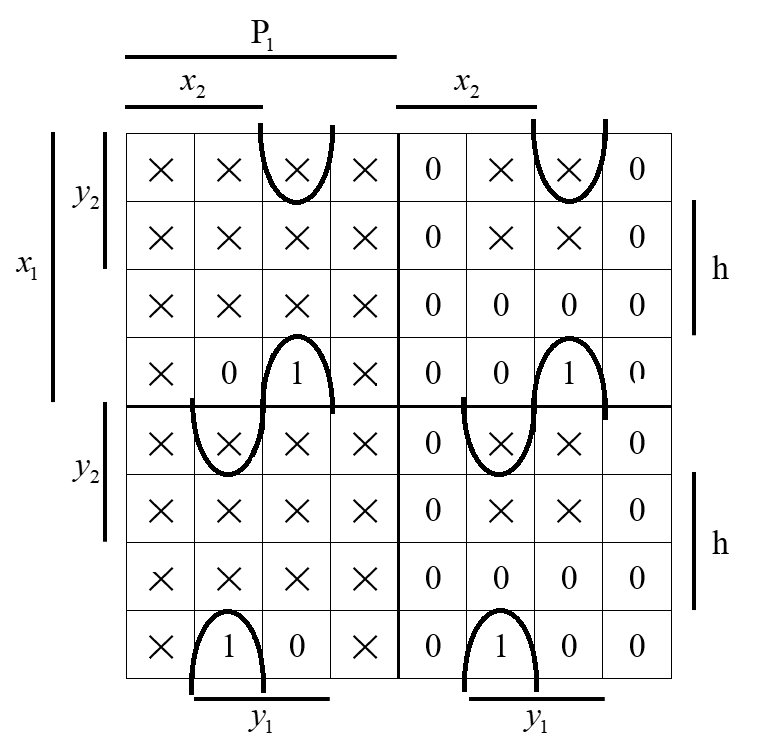 P₁
x₂ x₂
× × × × 0 × × 0
y₂
× × × × 0 × × 0
x₁ h
× × × × 0 0 0 0
× 0 1 × 0 0 1 0
× × × × 0 × × 0
y₂
× × × × 0 × × 0
h
× × × × 0 0 0 0
× 1 0 × 0 1 0 0
y₁ y₁